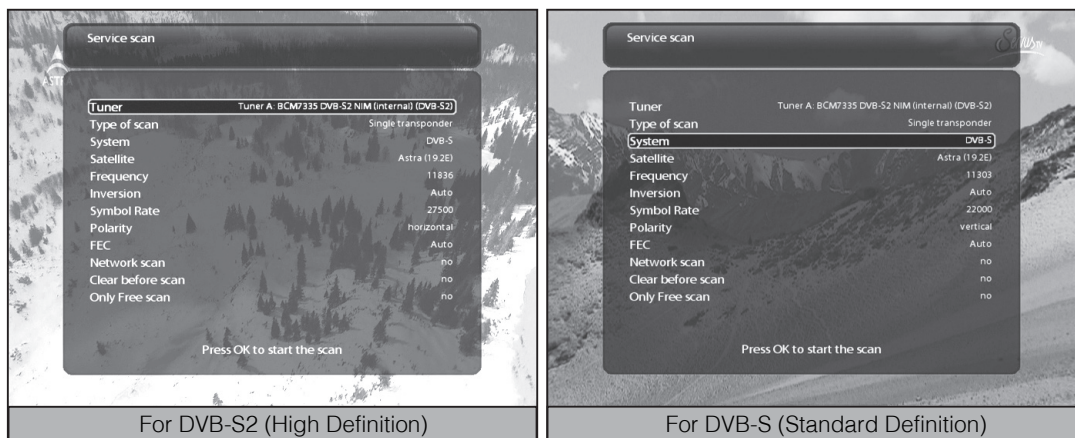 Service scan
Tuner Tuner A: BCM7335 DVB-S2 NIM (internal) (DVB-S2)
Type of scan Single transponder
System DVB-S
Satellite Astra (19.2E)
Frequency 11836
Inversion Auto
Symbol Rate 27500
Polarity horizontal
FEC Auto
Network scan no
Clear before scan no
Only Free scan no
Press OK to start the scan
For DVB-S2 (High Definition)
Service scan
Tuner Tuner A: BCM7335 DVB-S2 NIM (internal) (DVB-S2)
Type of scan Single transponder
System DVB-S
Satellite Astra (19.2E)
Frequency 11303
Inversion Auto
Symbol Rate 22000
Polarity vertical
FEC Auto
Network scan no
Clear before scan no
Only Free scan no
Press OK to start the scan
For DVB-S (Standard Definition)